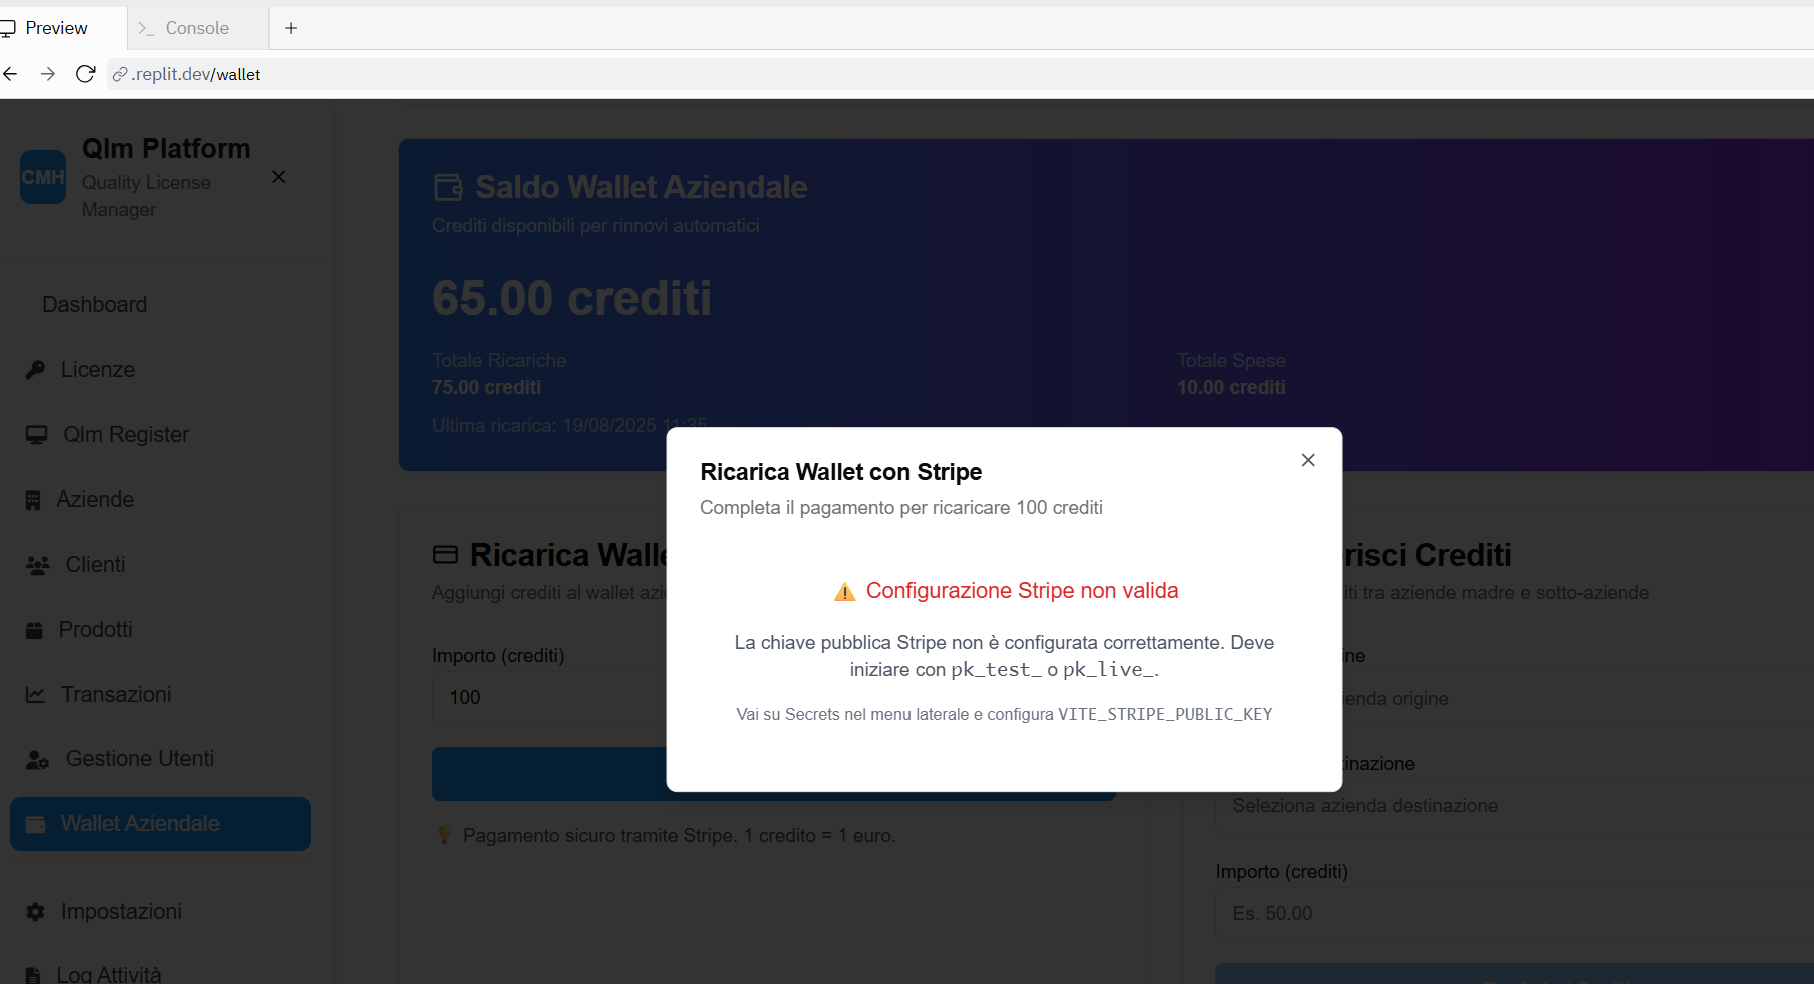 Preview
Console
.replit.dev/wallet
CMH
Qlm Platform
Quality License
Manager
Dashboard
Licenze
Qlm Register
Aziende
Clienti
Prodotti
Transazioni
Gestione Utenti
Wallet Aziendale
Impostazioni
Log Attività
Saldo Wallet Aziendale
Crediti disponibili per rinnovi automatici
65.00 crediti
Totale Ricariche
75.00 crediti
Totale Spese
10.00 crediti
Ultima ricarica: 19/08/2025 11:35
Ricarica Wallet con Stripe
Completa il pagamento per ricaricare 100 crediti
⚠️ Configurazione Stripe non valida
La chiave pubblica Stripe non è configurata correttamente. Deve
iniziare con pk_test_ o pk_live_.
Vai su Secrets nel menu laterale e configura VITE_STRIPE_PUBLIC_KEY
Ricarica Walle
Aggiungi crediti al wallet azi
Importo (crediti)
100
💡 Pagamento sicuro tramite Stripe. 1 credito = 1 euro.
risci Crediti
iti tra aziende madre e sotto-aziende
ine
ienda origine
tinazione
Seleziona azienda destinazione
Importo (crediti)
Es. 50.00